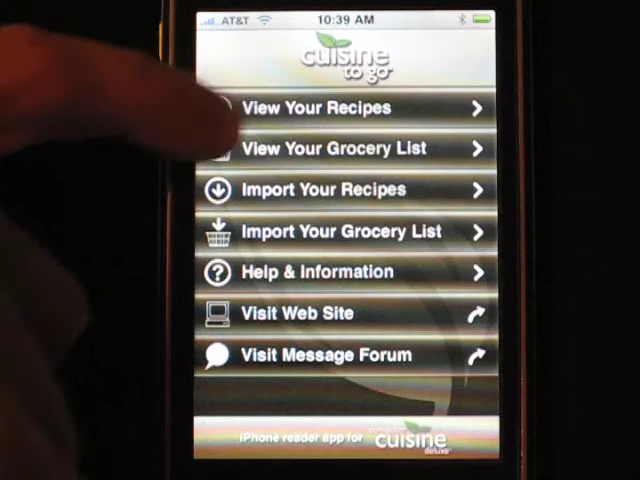 AT&T 10:39 AM
cuisine
to go
View Your Recipes
View Your Grocery List
Import Your Recipes
Import Your Grocery List
? Help & Information
Visit Web Site
Visit Message Forum
iPhone reader app for
cuisine
deluxe